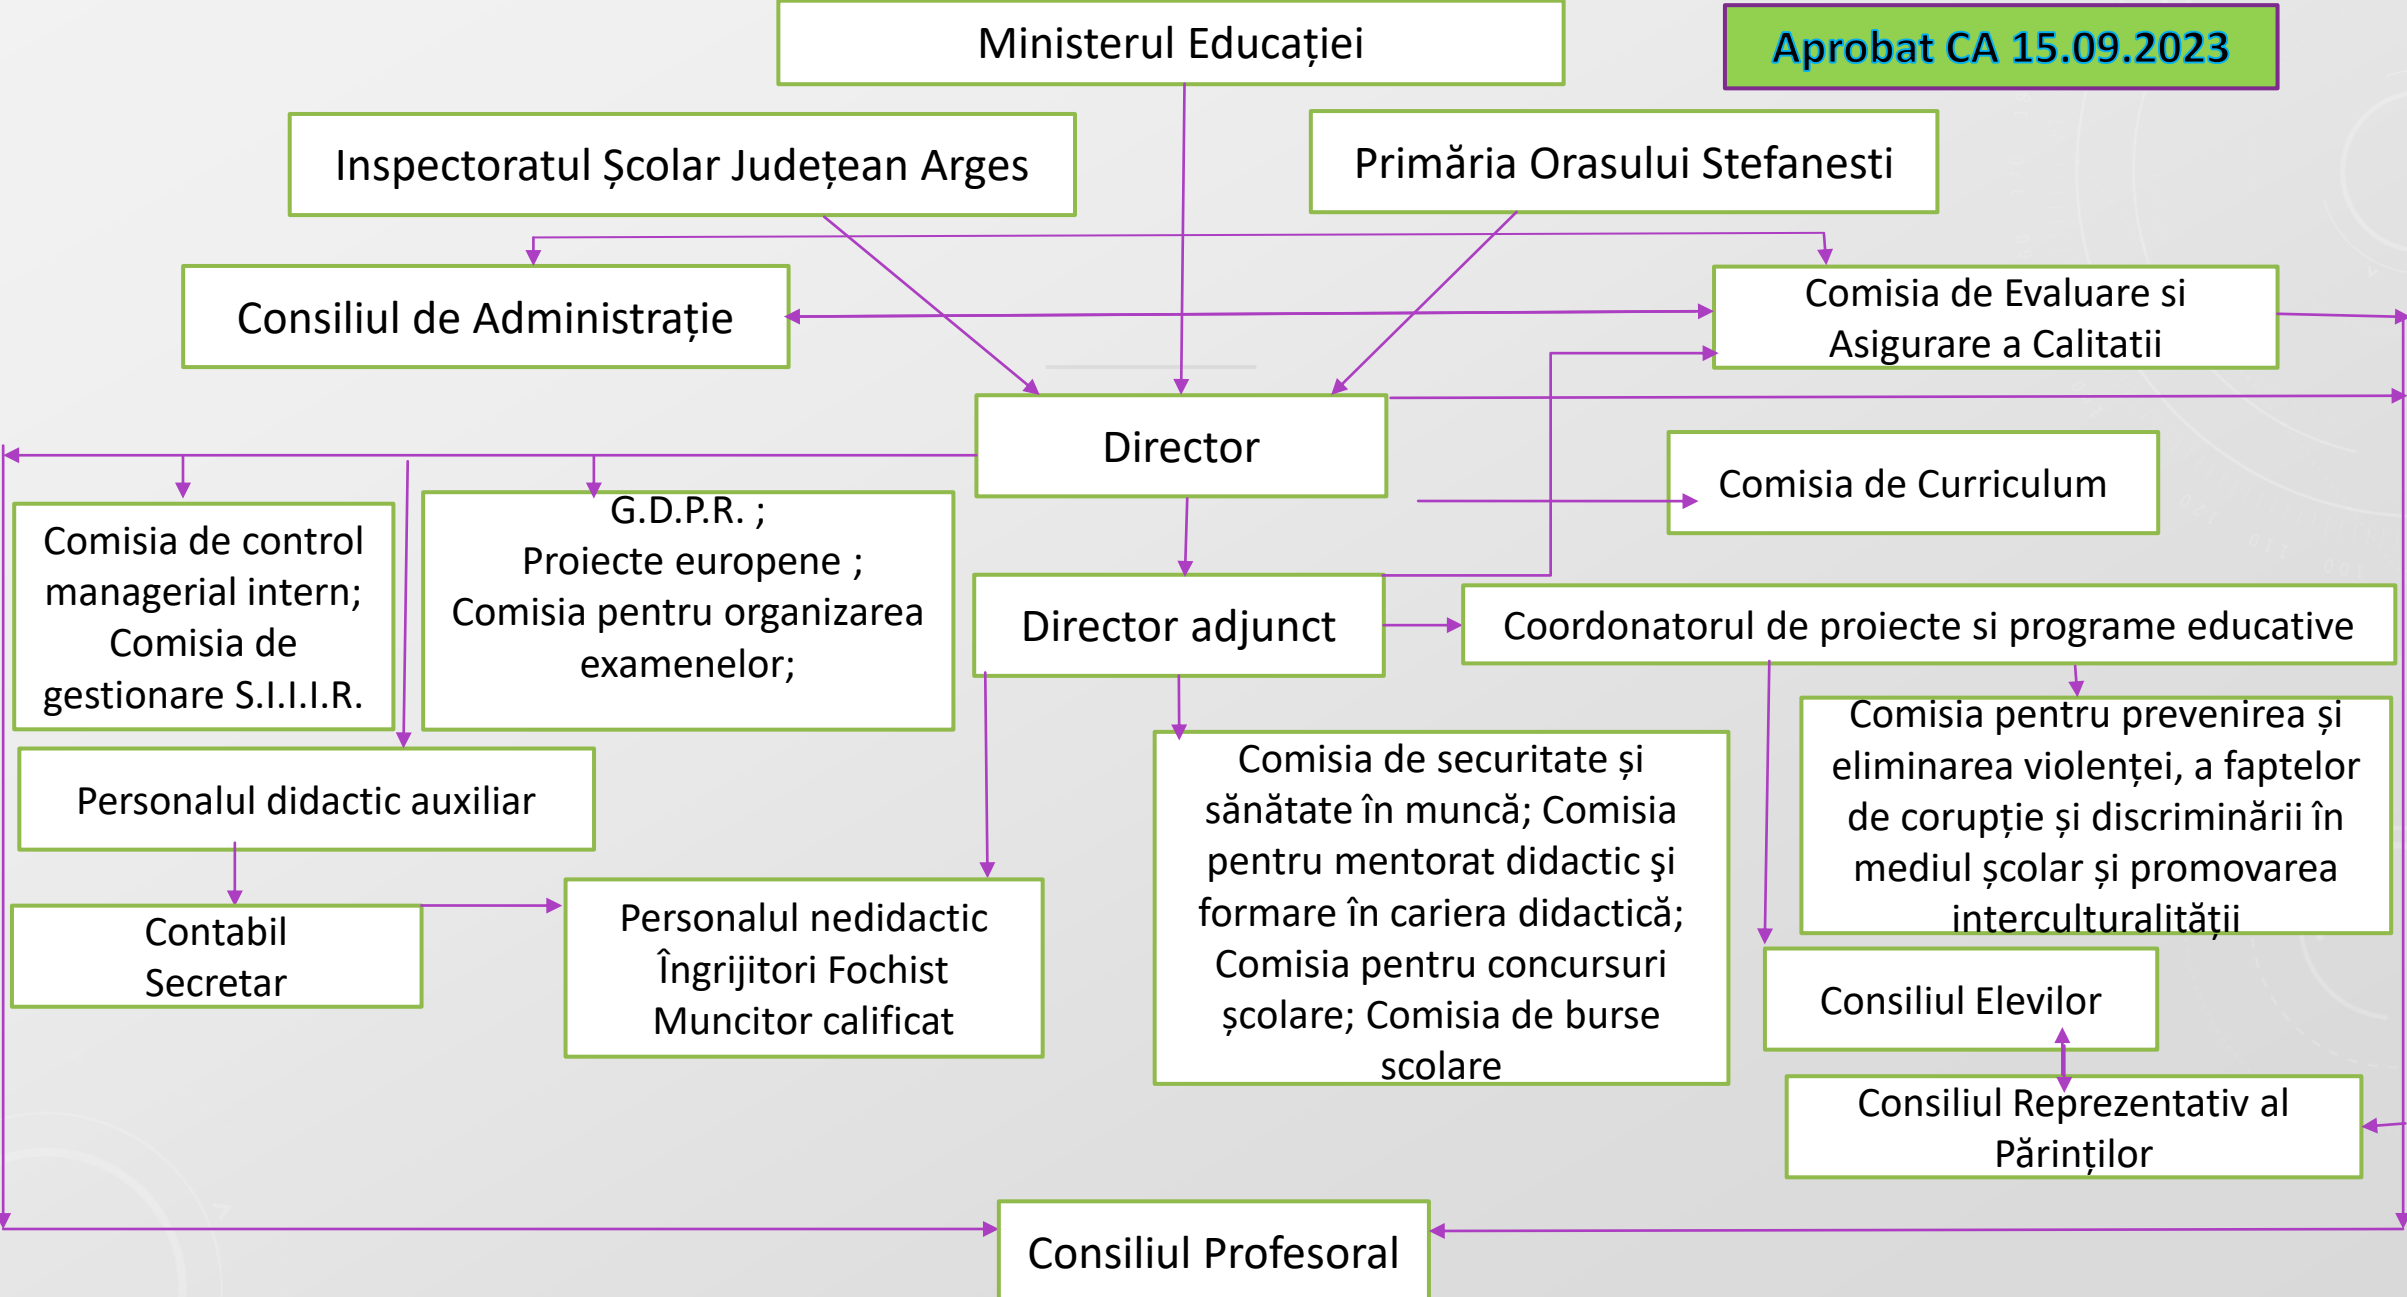 Ministerul Educației
Aprobat CA 15.09.2023
Inspectoratul Școlar Județean Arges
Primăria Orasului Stefanesti
Consiliul de Administrație
Comisia de Evaluare si
Asigurare a Calitatii
Director
Comisia de Curriculum
Comisia de control
managerial intern;
Comisia de
gestionare S.I.I.I.R.
G.D.P.R. ;
Proiecte europene ;
Comisia pentru organizarea
examenelor;
Director adjunct
Coordonatorul de proiecte si programe educative
Personalul didactic auxiliar
Comisia de securitate și
sănătate în muncă; Comisia
pentru mentorat didactic şi
formare în cariera didactică;
Comisia pentru concursuri
școlare; Comisia de burse
scolare
Comisia pentru prevenirea și
eliminarea violenței, a faptelor
de corupție și discriminării în
mediul școlar și promovarea
interculturalității
Contabil
Secretar
Personalul nedidactic
Îngrijitori Fochist
Muncitor calificat
Consiliul Elevilor
Consiliul Reprezentativ al
Părinților
Consiliul Profesoral